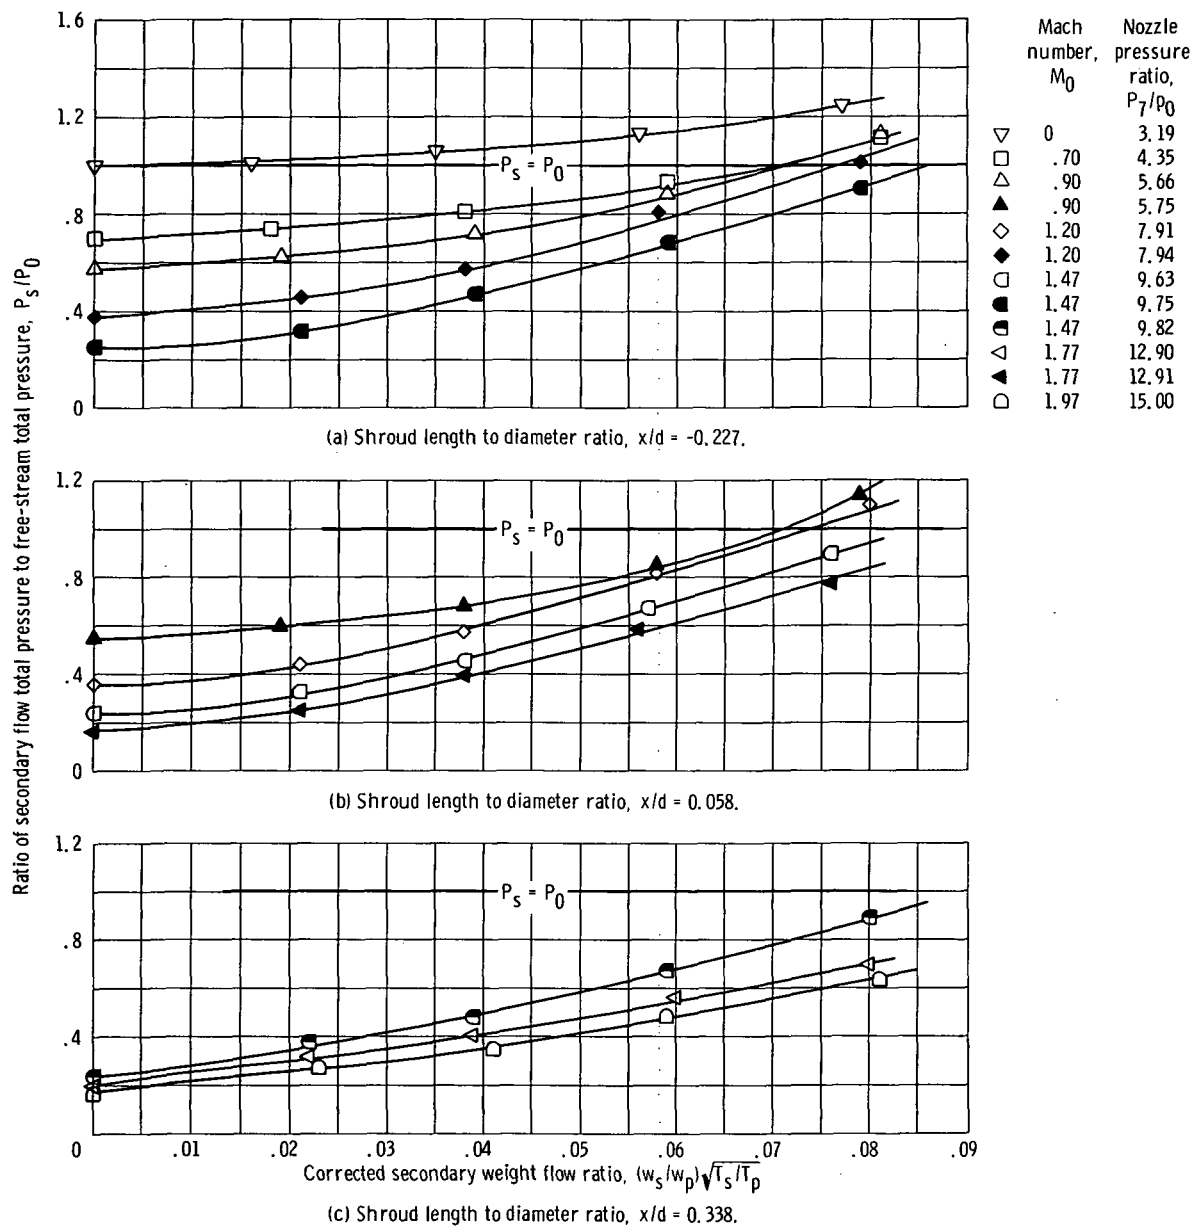 Mach number, M0
Nozzle pressure ratio, P7/p0
0 3.19
.70 4.35
.90 5.66
.90 5.75
1.20 7.91
1.20 7.94
1.47 9.63
1.47 9.75
1.47 9.82
1.77 12.90
1.77 12.91
1.97 15.00
Ratio of secondary flow total pressure to free-stream total pressure, Ps/P0
1.6
1.2
.8
.4
0
Ps = P0
(a) Shroud length to diameter ratio, x/d = -0.227.
1.2
.8
.4
0
Ps = P0
(b) Shroud length to diameter ratio, x/d = 0.058.
1.2
.8
.4
0
Ps = P0
0 .01 .02 .03 .04 .05 .06 .07 .08 .09
Corrected secondary weight flow ratio, (ws/wp)√Ts/Tp
(c) Shroud length to diameter ratio, x/d = 0.338.